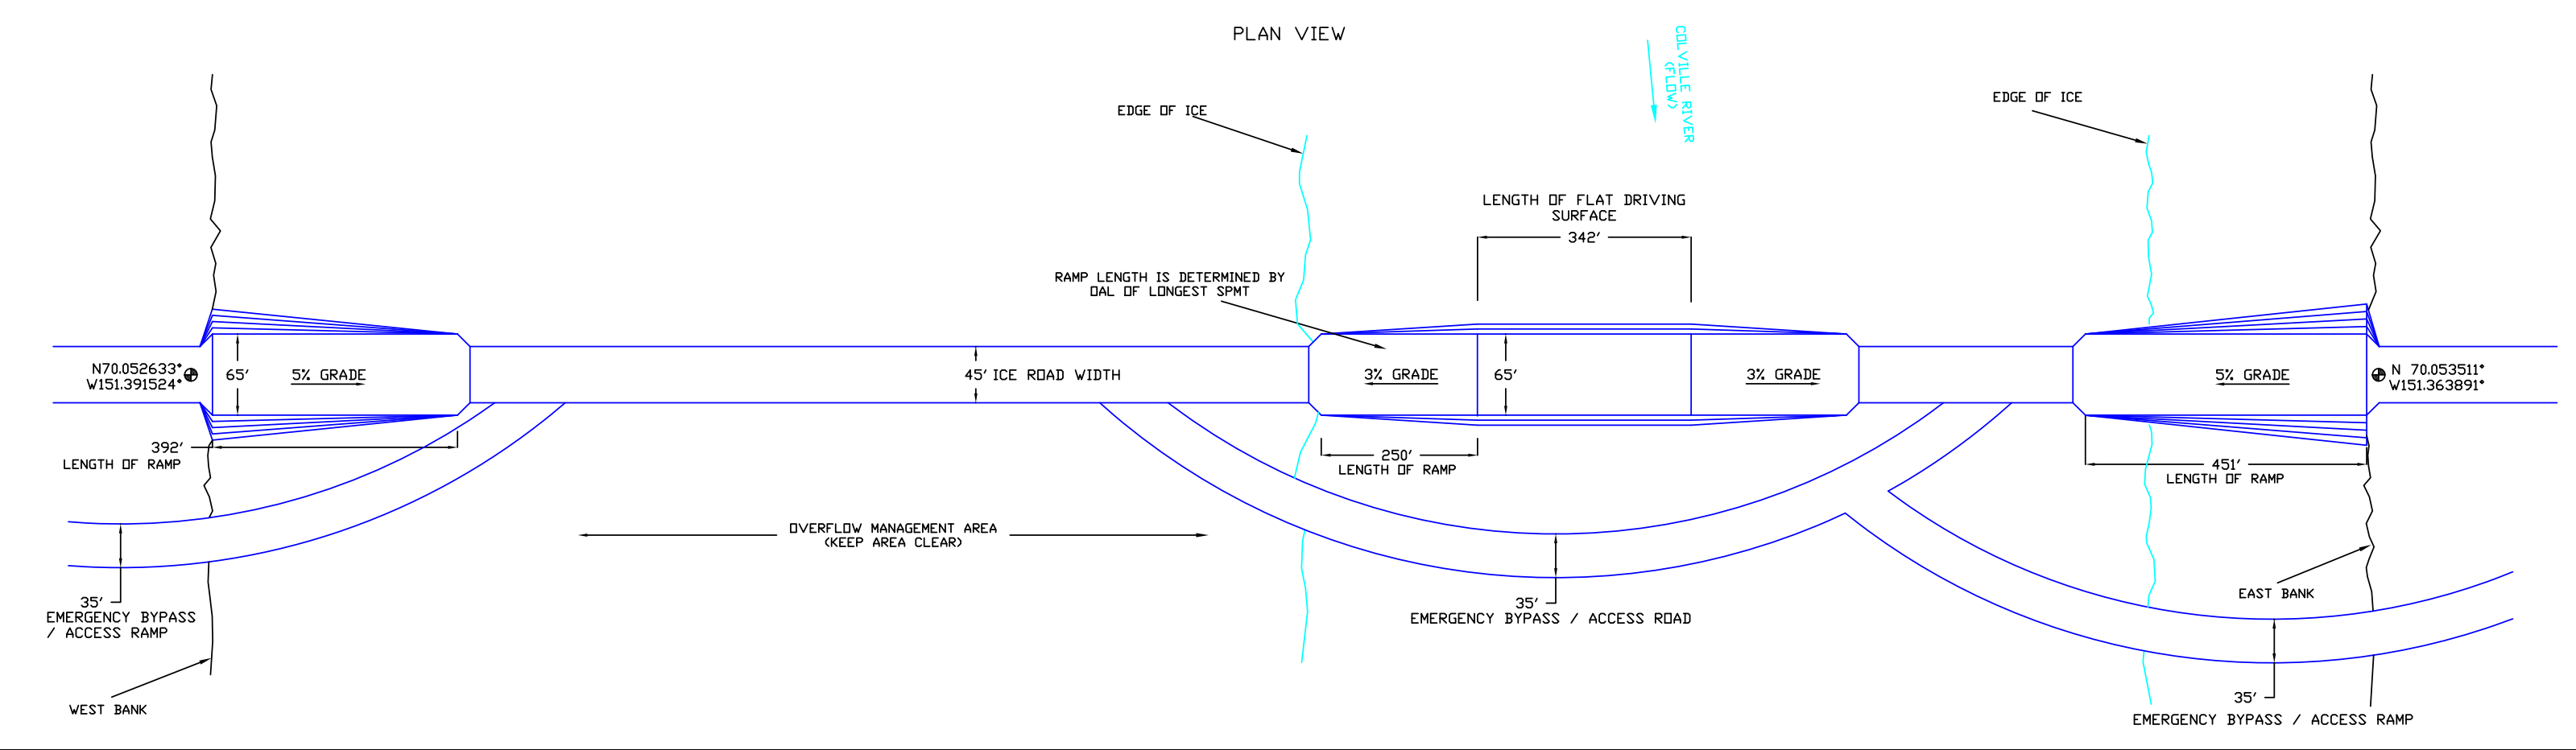 PLAN VIEW
COLVILLE RIVER
(FLOW)
EDGE OF ICE
EDGE OF ICE
LENGTH OF FLAT DRIVING
SURFACE
342'
RAMP LENGTH IS DETERMINED BY
OAL OF LONGEST SPMT
N70.052633°
W151.391524°
65'
5% GRADE
45' ICE ROAD WIDTH
3% GRADE
65'
3% GRADE
5% GRADE
N 70.053511°
W151.363891°
392'
LENGTH OF RAMP
250'
LENGTH OF RAMP
451'
LENGTH OF RAMP
OVERFLOW MANAGEMENT AREA
(KEEP AREA CLEAR)
35'
EMERGENCY BYPASS
/ ACCESS RAMP
35'
EMERGENCY BYPASS / ACCESS ROAD
EAST BANK
WEST BANK
35'
EMERGENCY BYPASS / ACCESS RAMP